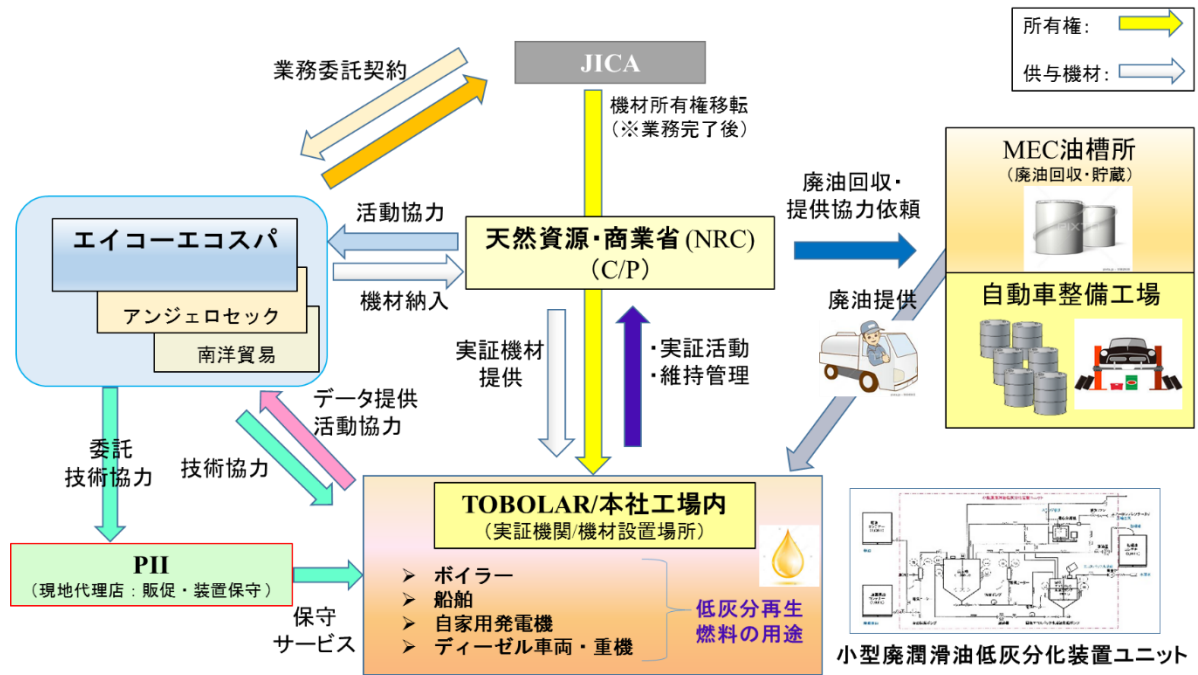 所有権：
供与機材：
JICA
業務委託契約
機材所有権移転
（※業務完了後）
MEC油槽所
（廃油回収・貯蔵）
廃油回収・
提供協力依頼
エイコーエコスパ
アンジェロセック
南洋貿易
活動協力
機材納入
天然資源・商業省 (NRC)
（C/P）
自動車整備工場
廃油提供
実証機材
提供
・実証活動
・維持管理
データ提供
活動協力
委託
技術協力
技術協力
TOBOLAR/本社工場内
（実証機関/機材設置場所）
➢ ボイラー
➢ 船舶
➢ 自家用発電機
➢ ディーゼル車両・重機
低灰分再生
燃料の用途
PII
（現地代理店：販促・装置保守）
保守
サービス
小型廃潤滑油低灰分化装置ユニット